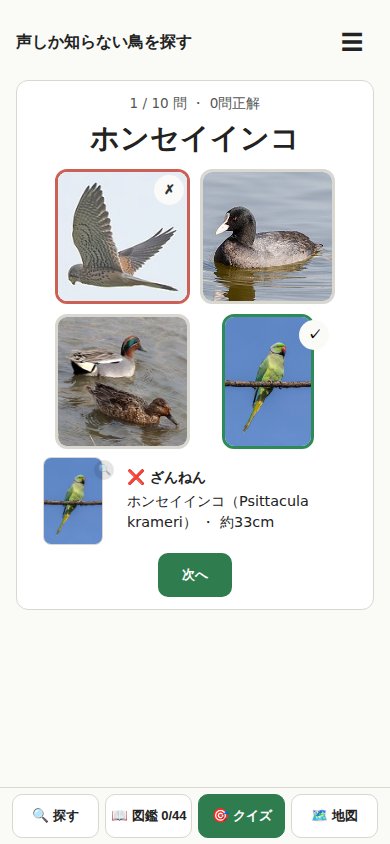 声しか知らない鳥を探す
☰
1 / 10 問 ・ 0問正解
ホンセイインコ
✗
✓
❌ ざんねん
ホンセイインコ（Psittacula
krameri） ・ 約33cm
次へ
🔍 探す
📖 図鑑 0/44
🎯 クイズ
🗺️ 地図